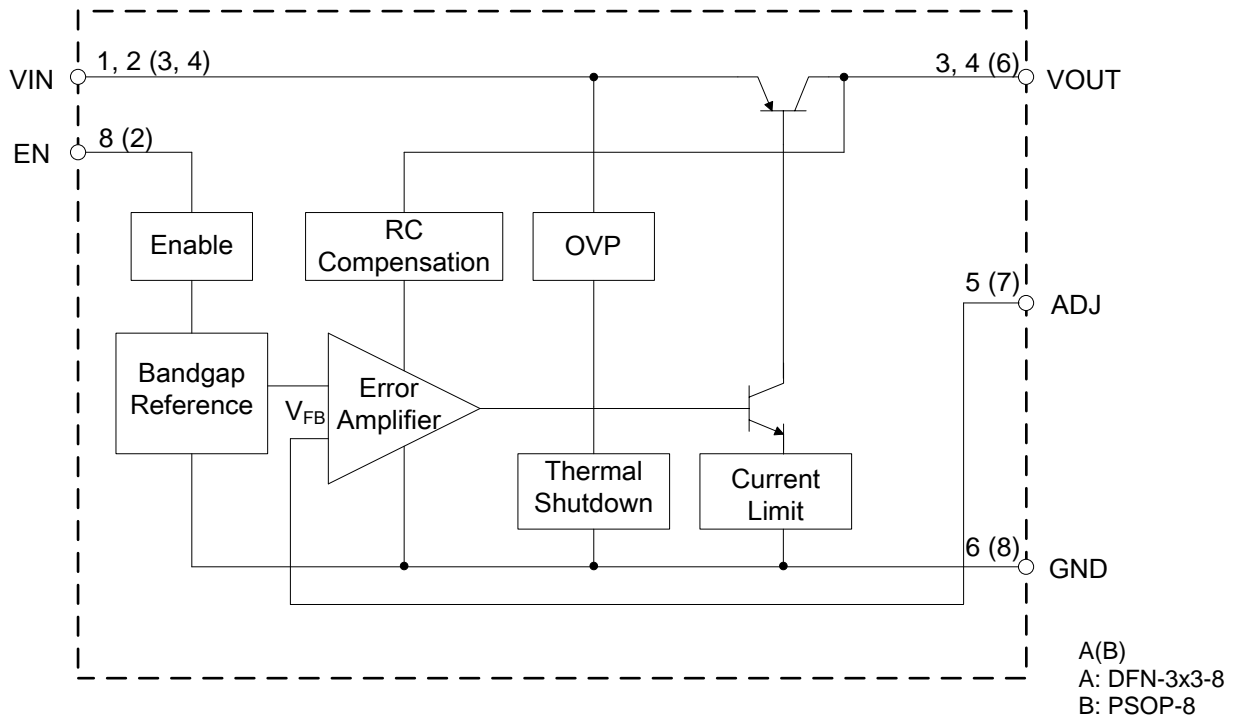 1, 2 (3, 4)
VIN
3, 4 (6)
VOUT
8 (2)
EN
Enable
RC
Compensation
OVP
5 (7)
ADJ
Bandgap
Reference
VFB
Error
Amplifier
Thermal
Shutdown
Current
Limit
6 (8)
GND
A(B)
A: DFN-3x3-8
B: PSOP-8